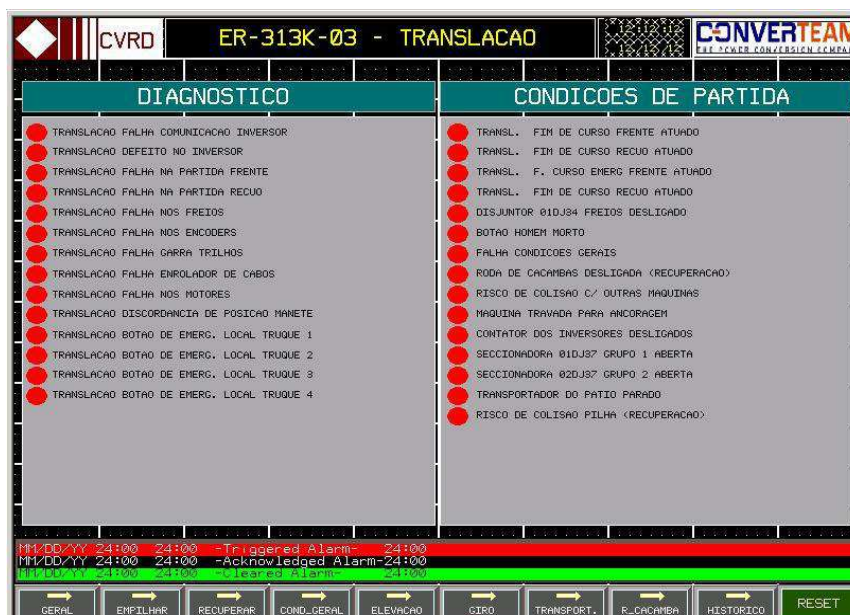 CVRD
ER-313K-03 - TRANSLACAO
CONVERTEAM
THE POWER CONVERSION COMPA
DIAGNOSTICO
TRANSLACAO FALHA COMUNICACAO INVERSOR
TRANSLACAO DEFEITO NO INVERSOR
TRANSLACAO FALHA NA PARTIDA FRENTE
TRANSLACAO FALHA NA PARTIDA RECUO
TRANSLACAO FALHA NOS FREIOS
TRANSLACAO FALHA NOS ENCODERS
TRANSLACAO FALHA GARRA TRILHOS
TRANSLACAO FALHA ENROLADOR DE CABOS
TRANSLACAO FALHA NOS MOTORES
TRANSLACAO DISCORDANCIA DE POSICAO MANETE
TRANSLACAO BOTAO DE EMERG. LOCAL TRUQUE 1
TRANSLACAO BOTAO DE EMERG. LOCAL TRUQUE 2
TRANSLACAO BOTAO DE EMERG. LOCAL TRUQUE 3
TRANSLACAO BOTAO DE EMERG. LOCAL TRUQUE 4
CONDICOES DE PARTIDA
TRANSL. FIM DE CURSO FRENTE ATUADO
TRANSL. FIM DE CURSO RECUO ATUADO
TRANSL. F. CURSO EMERG FRENTE ATUADO
TRANSL. FIM DE CURSO RECUO ATUADO
DISJUNTOR 01DJ34 FREIOS DESLIGADO
BOTAO HOMEM MORTO
FALHA CONDICOES GERAIS
RODA DE CACAMBAS DESLIGADA (RECUPERACAO)
RISCO DE COLISAO C/ OUTRAS MAQUINAS
MAQUINA TRAVADA PARA ANCORAGEM
CONTATOR DOS INVERSORES DESLIGADOS
SECCIONADORA 01DJ37 GRUPO 1 ABERTA
SECCIONADORA 02DJ37 GRUPO 2 ABERTA
TRANSPORTADOR DO PATIO PARADO
RISCO DE COLISAO PILHA (RECUPERACAO)
MM/DD/YY 24:00 24:00 -Triggered Alarm- 24:00
MM/DD/YY 24:00 24:00 -Acknowledged Alarm-24:00
MM/DD/YY 24:00 24:00 -Cleared Alarm- 24:00
GERAL
EMPILHAR
RECUPERAR
COND_GERAL
ELEVACAO
GIRO
TRANSPORT.
R_CACAMBA
HISTORICO
RESET